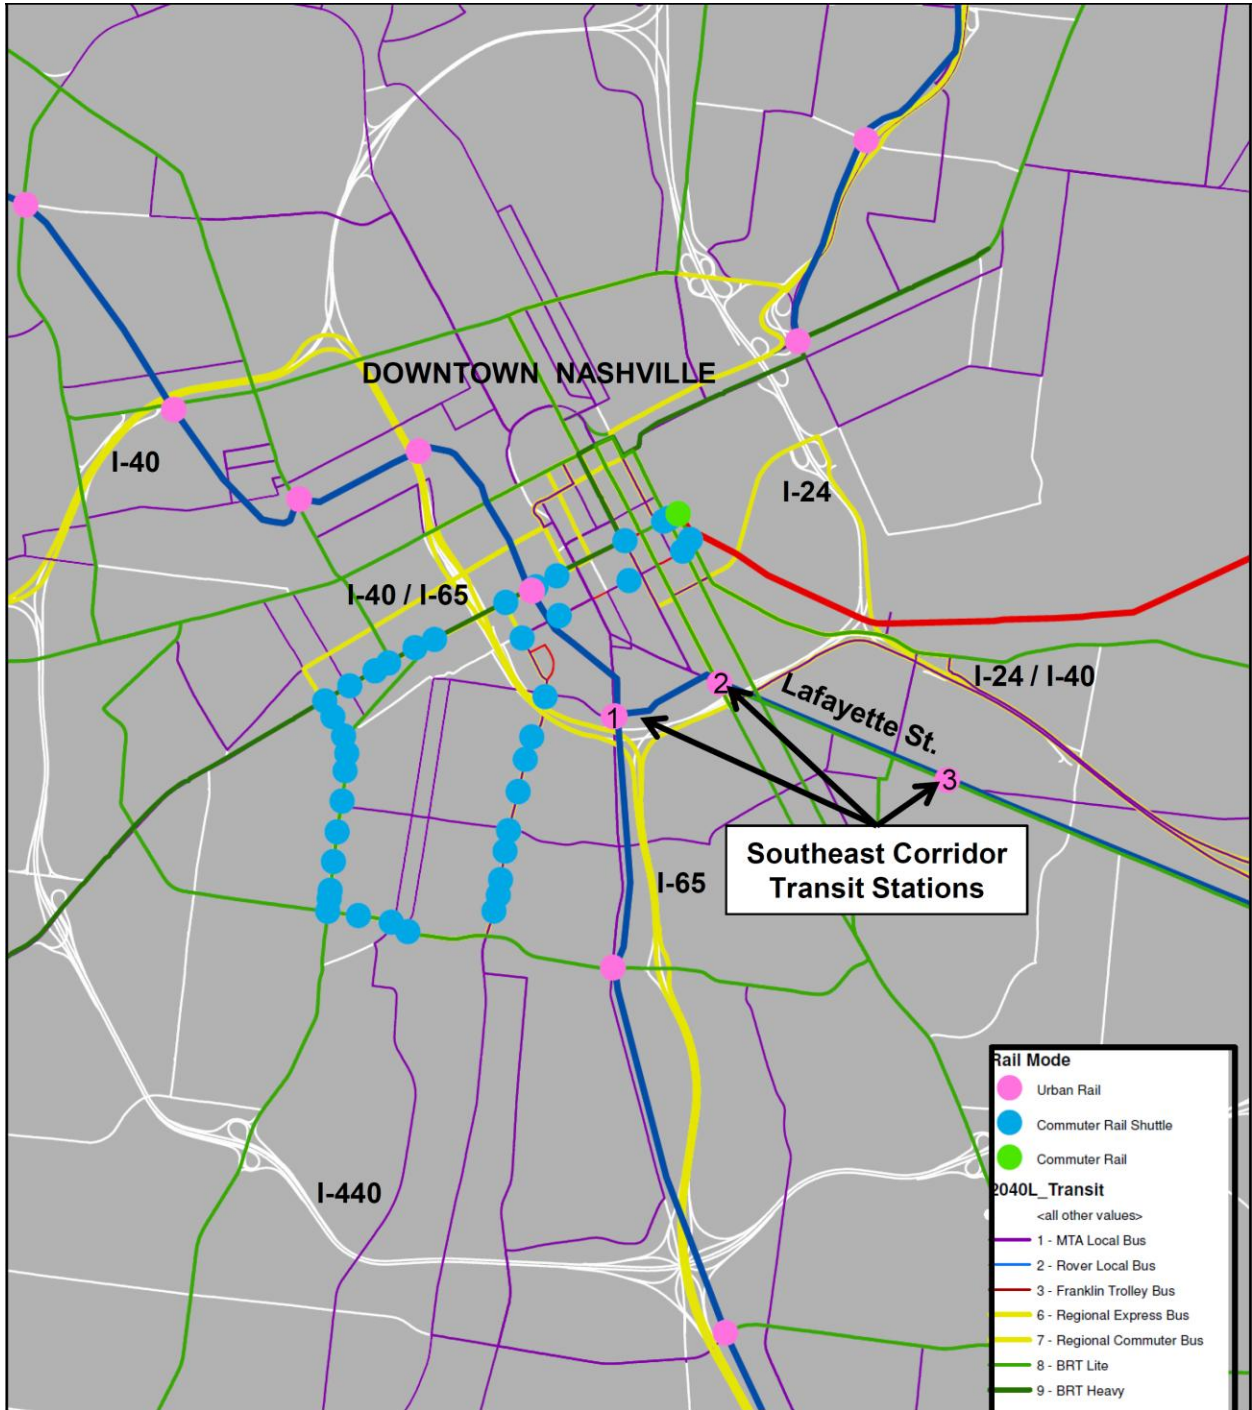 DOWNTOWN NASHVILLE
I-40
I-24
I-40 / I-65
I-24 / I-40
2
Lafayette St.
1
3
Southeast Corridor
Transit Stations
I-65
I-440
Rail Mode
Urban Rail
Commuter Rail Shuttle
Commuter Rail
2040L_Transit
<all other values>
1 - MTA Local Bus
2 - Rover Local Bus
3 - Franklin Trolley Bus
6 - Regional Express Bus
7 - Regional Commuter Bus
8 - BRT Lite
9 - BRT Heavy